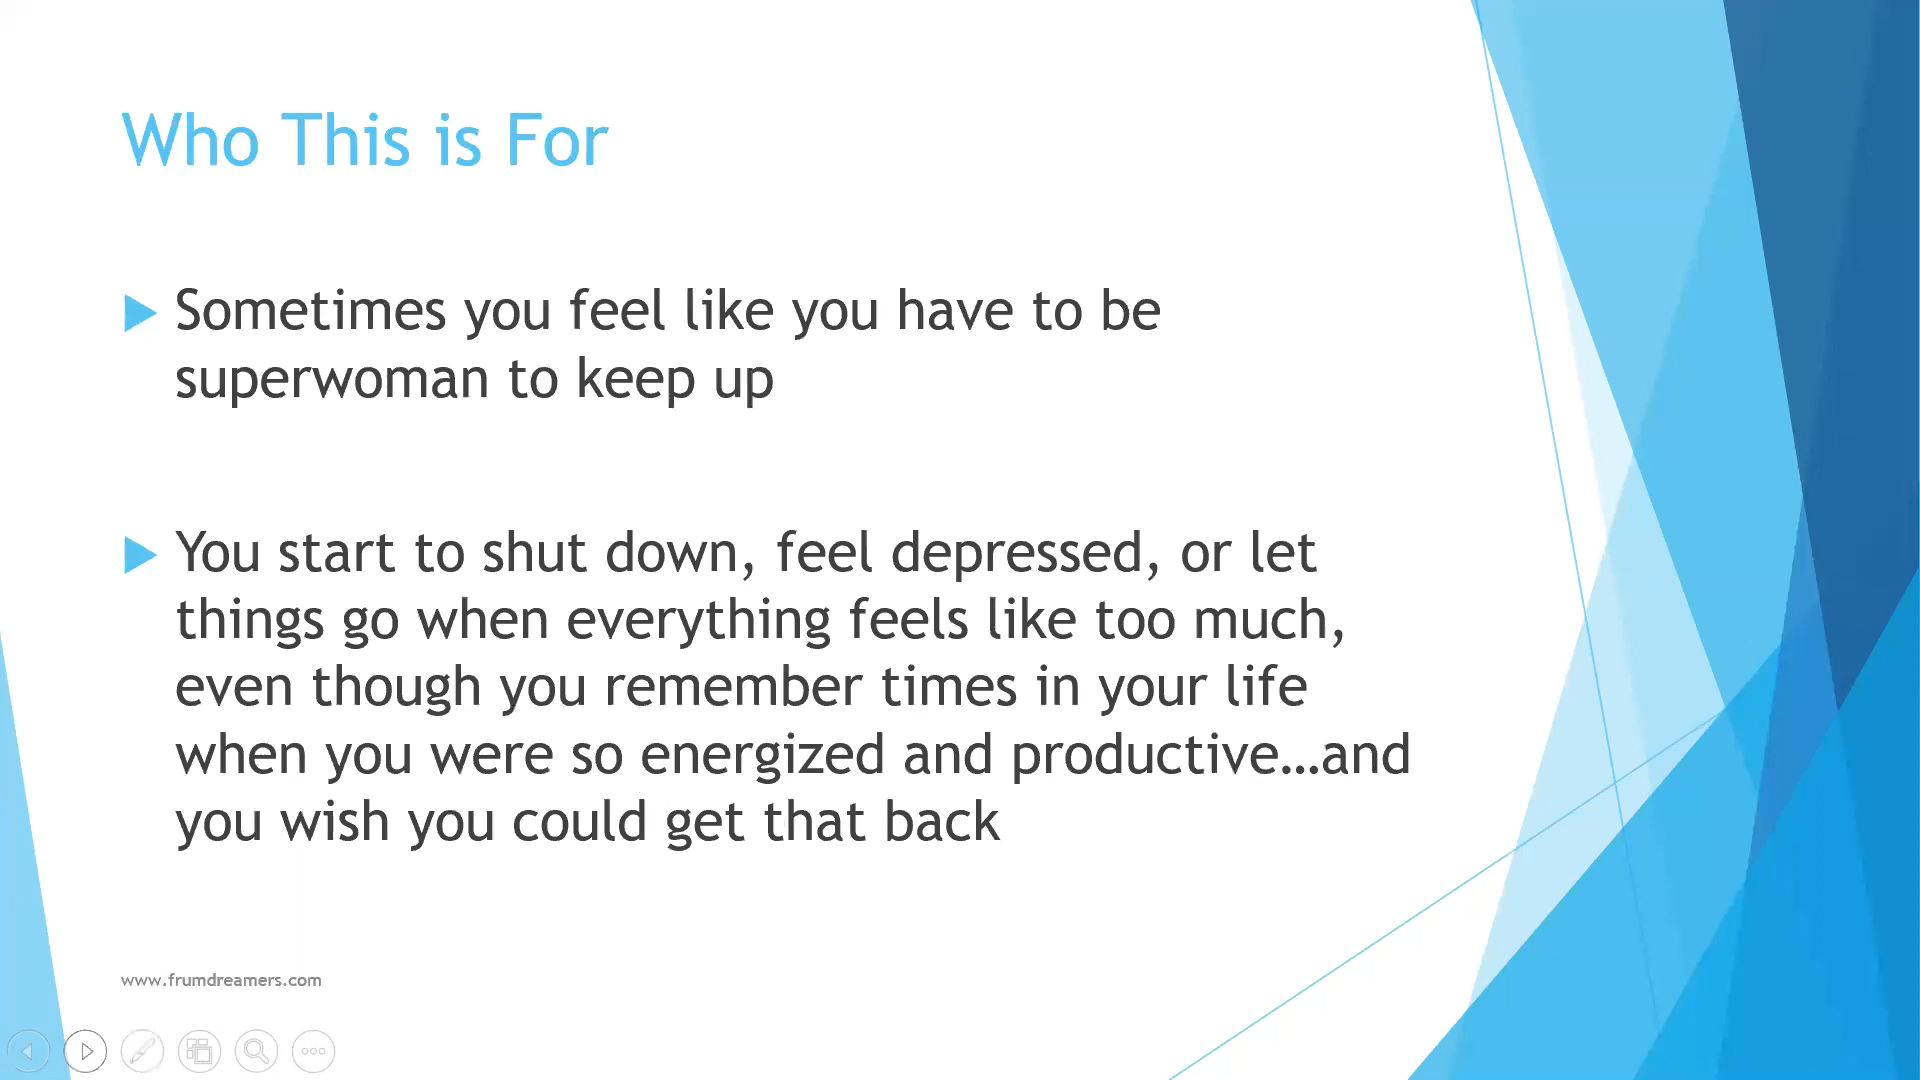 Who This is For
Sometimes you feel like you have to be
superwoman to keep up
You start to shut down, feel depressed, or let
things go when everything feels like too much,
even though you remember times in your life
when you were so energized and productive…and
you wish you could get that back
www.frumdreamers.com